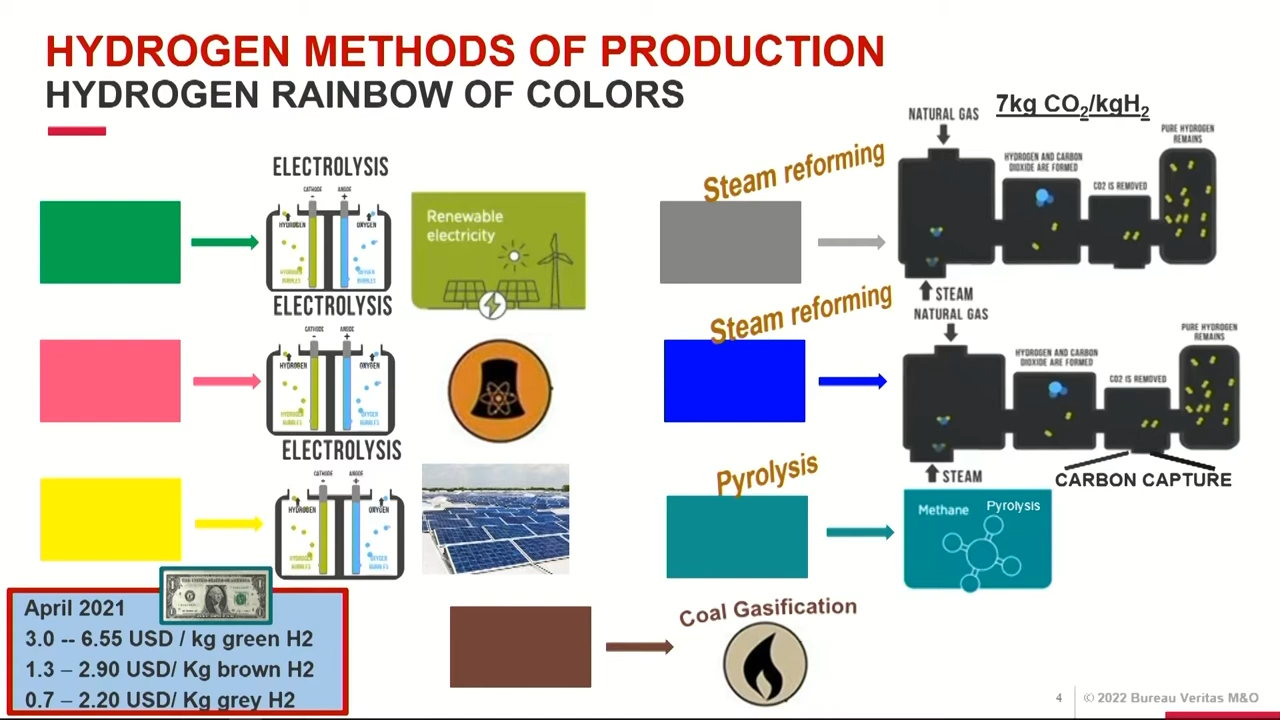 HYDROGEN METHODS OF PRODUCTION
HYDROGEN RAINBOW OF COLORS
ELECTROLYSIS
CATHODE
ANODE
-
+
HYDROGEN
OXYGEN
HYDROGEN
BUBBLES
OXYGEN
BUBBLES
Renewable
electricity
ELECTROLYSIS
CATHODE
ANODE
-
+
HYDROGEN
OXYGEN
HYDROGEN
BUBBLES
OXYGEN
BUBBLES
ELECTROLYSIS
CATHODE
ANODE
-
+
HYDROGEN
OXYGEN
HYDROGEN
BUBBLES
OXYGEN
BUBBLES
April 2021
3.0 -- 6.55 USD / kg green H2
1.3 – 2.90 USD/ Kg brown H2
0.7 – 2.20 USD/ Kg grey H2
7kg CO2/kgH2
Steam reforming
NATURAL GAS
HYDROGEN AND CARBON
DIOXIDE ARE FORMED
CO2 IS REMOVED
PURE HYDROGEN
REMAINS
STEAM
Steam reforming
NATURAL GAS
HYDROGEN AND CARBON
DIOXIDE ARE FORMED
CO2 IS REMOVED
PURE HYDROGEN
REMAINS
STEAM
CARBON CAPTURE
Pyrolysis
Methane
Pyrolysis
Coal Gasification
4
© 2022 Bureau Veritas M&O